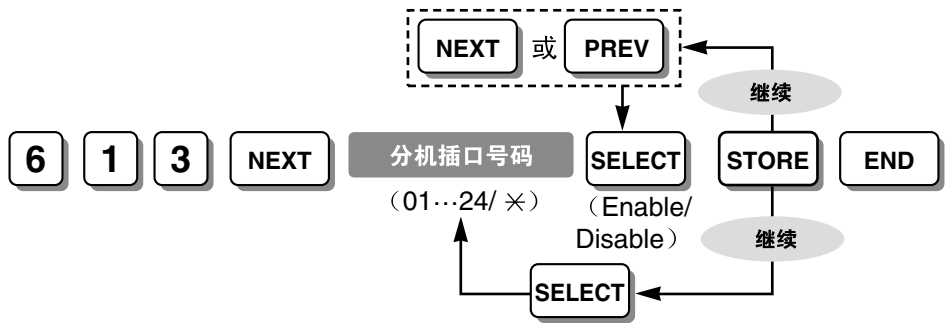 NEXT 或 PREV
继续
6 1 3 NEXT 分机插口号码 SELECT STORE END
（01…24/ ✳） （Enable/
Disable）
继续
SELECT